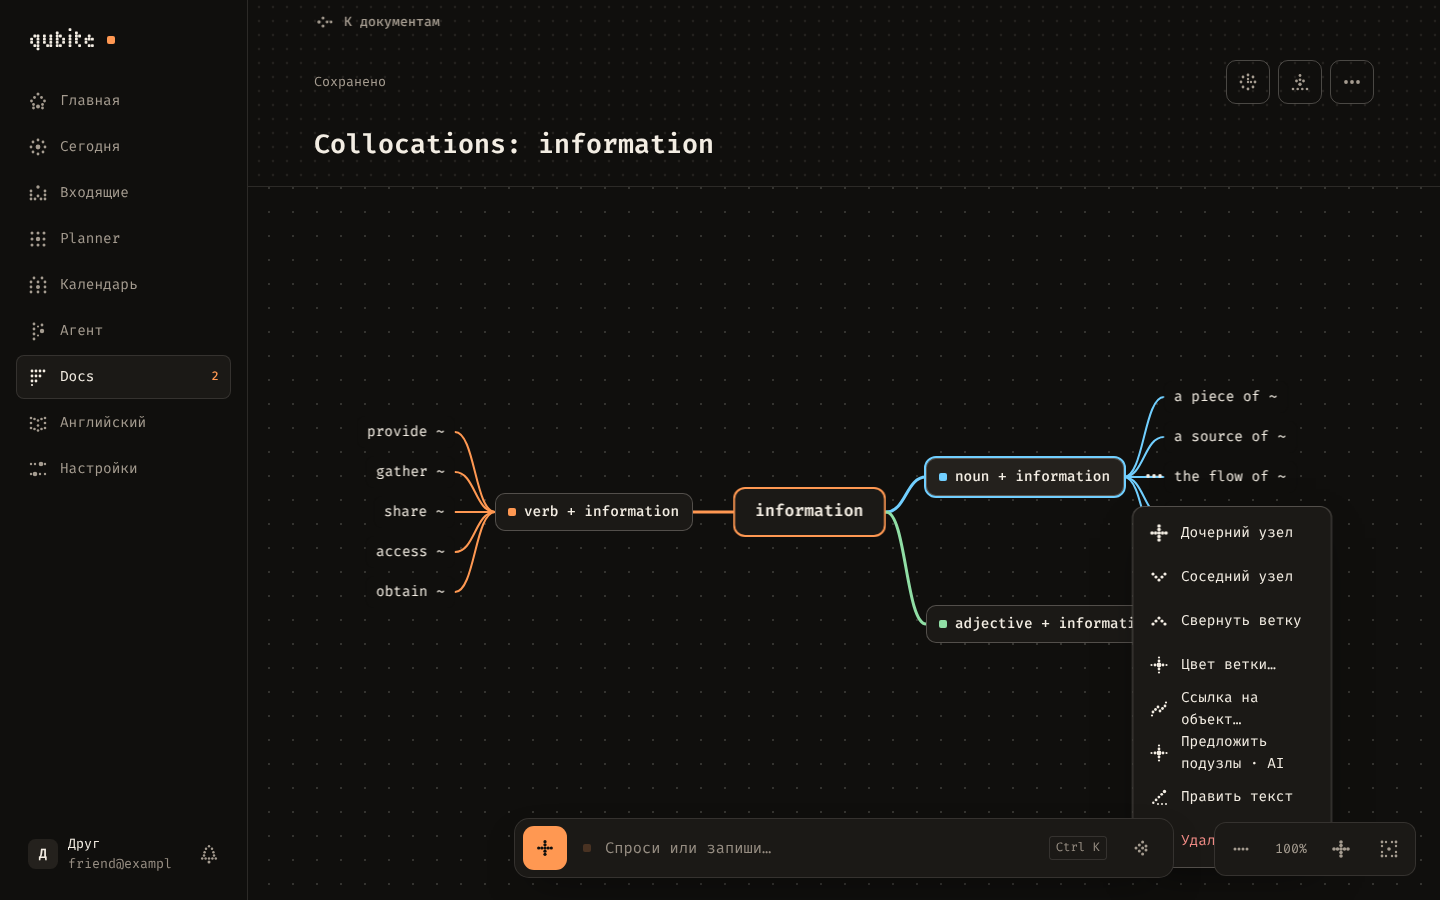 qubite
Главная
Сегодня
Входящие
Planner
Календарь
Агент
Docs 2
Английский
Настройки
Д
Друг
friend@exampl
К документам
Сохранено
Collocations: information
provide ~
gather ~
share ~
access ~
obtain ~
verb + information
information
noun + information
a piece of ~
a source of ~
the flow of ~
adjective + informati
Дочерний узел
Соседний узел
Свернуть ветку
Цвет ветки…
Ссылка на
объект…
Предложить
подузлы · AI
Править текст
Удал
Спроси или запиши…
Ctrl K
100%